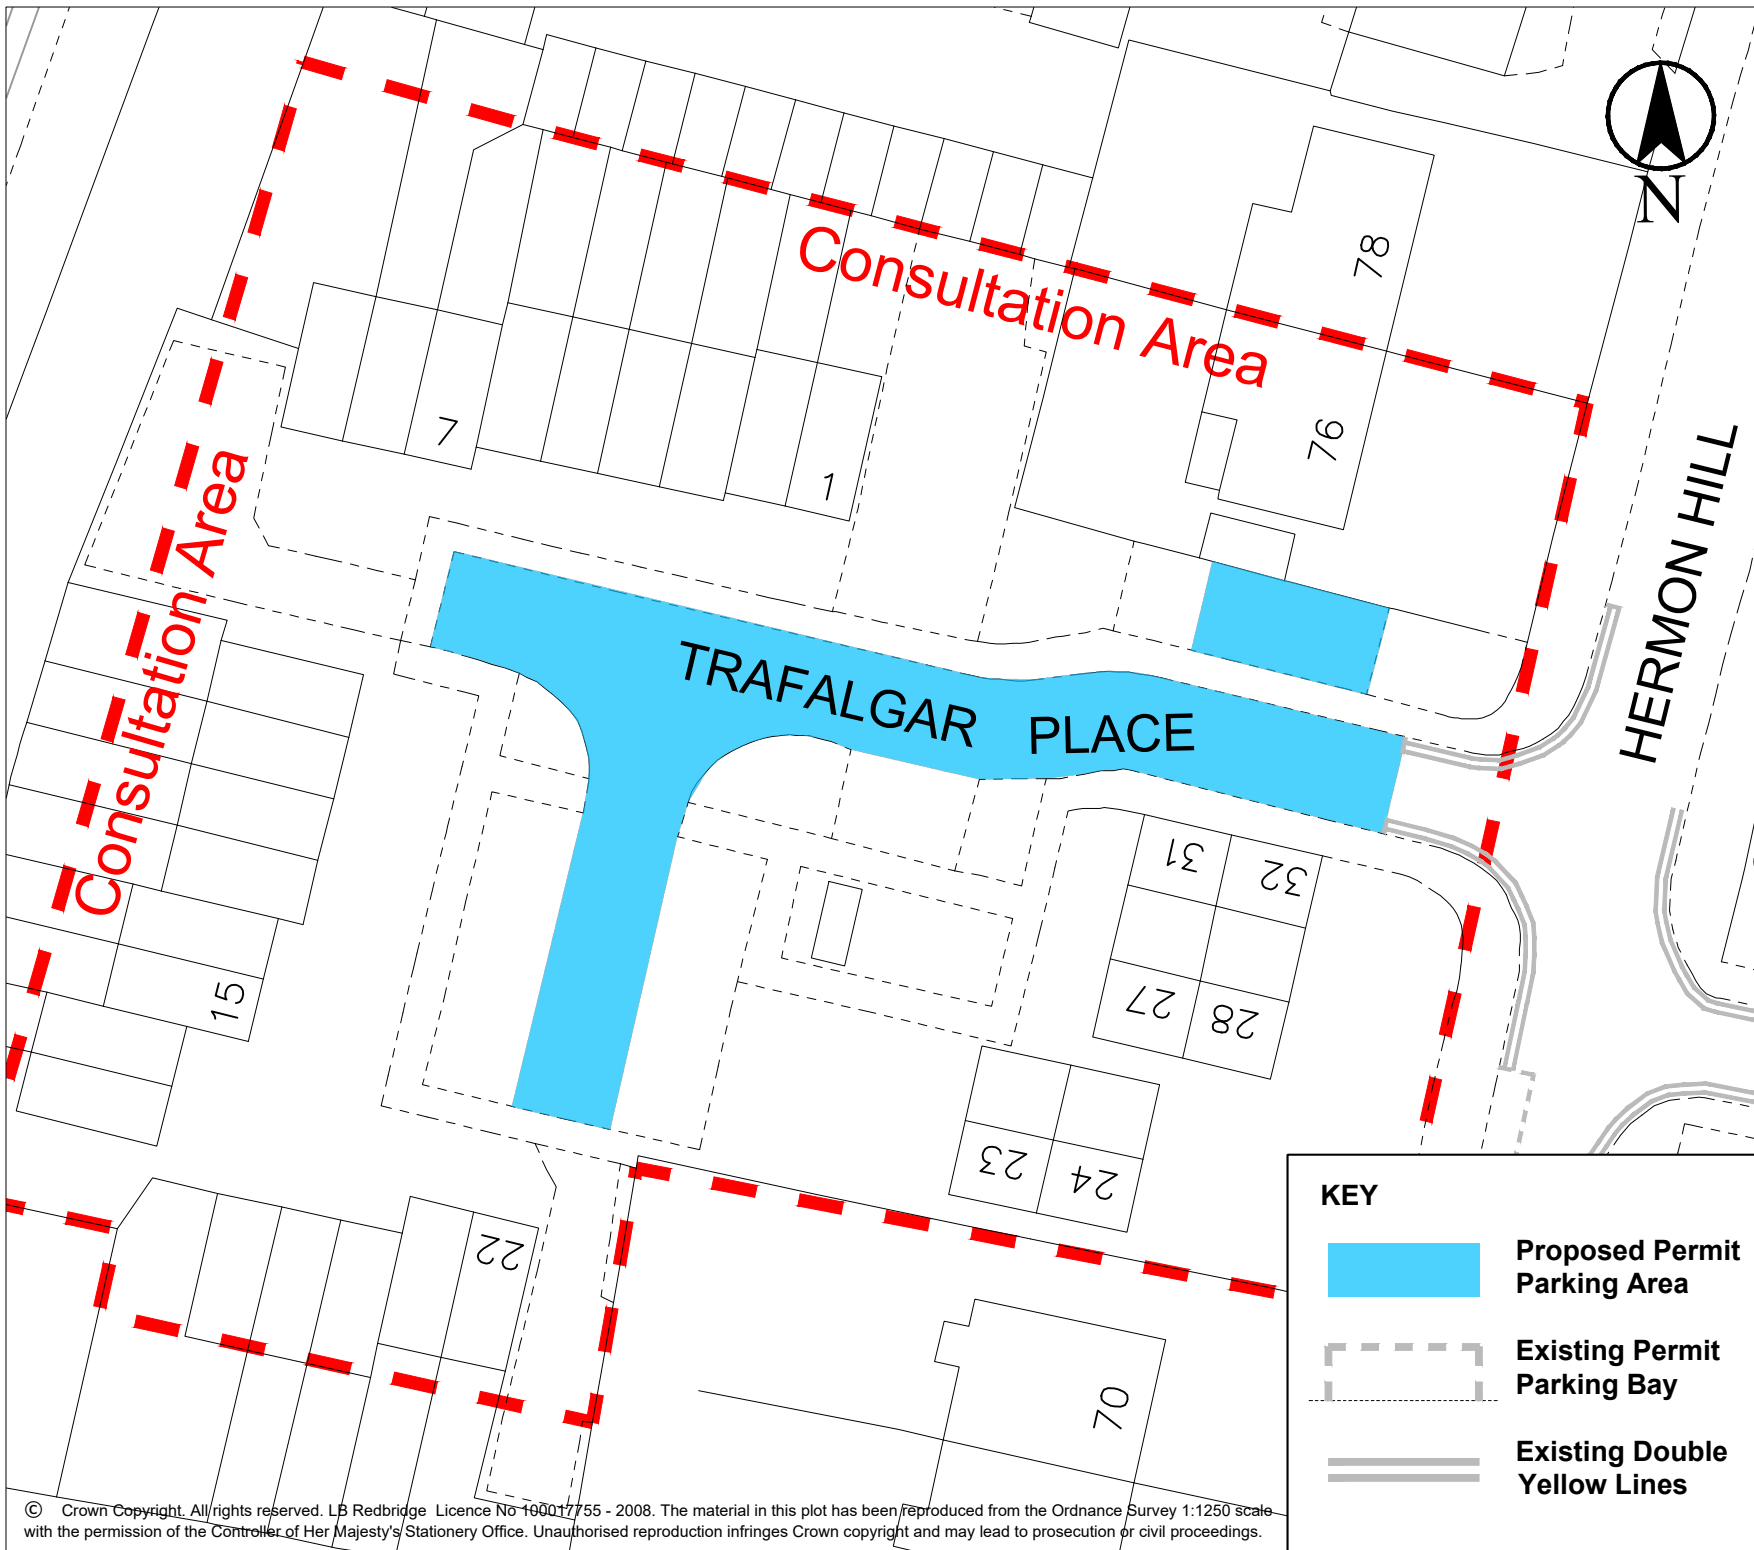 N
78
Consultation Area
76
7
1
HERMON HILL
Consultation Area
TRAFALGAR PLACE
31
32
15
27
28
23
24
22
70
KEY
Proposed Permit
Parking Area
Existing Permit
Parking Bay
Existing Double
Yellow Lines
© Crown Copyright. All rights reserved. LB Redbridge Licence No 100017755 - 2008. The material in this plot has been reproduced from the Ordnance Survey 1:1250 scale
with the permission of the Controller of Her Majesty's Stationery Office. Unauthorised reproduction infringes Crown copyright and may lead to prosecution or civil proceedings.